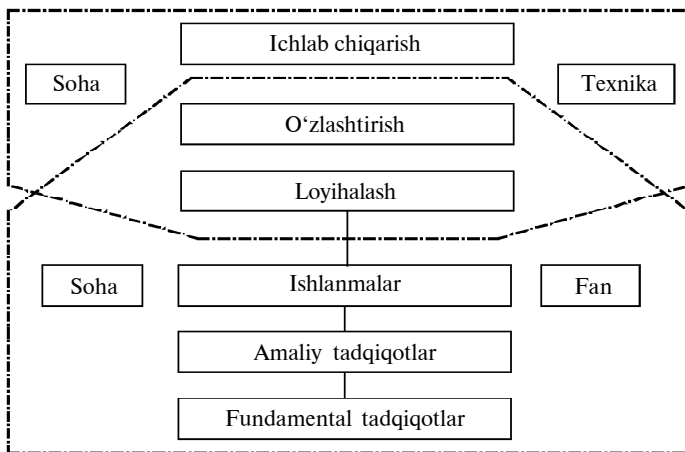 Ichlab chiqarish
Soha
Texnika
O‘zlashtirish
Loyihalash
Soha
Ishlanmalar
Fan
Amaliy tadqiqotlar
Fundamental tadqiqotlar